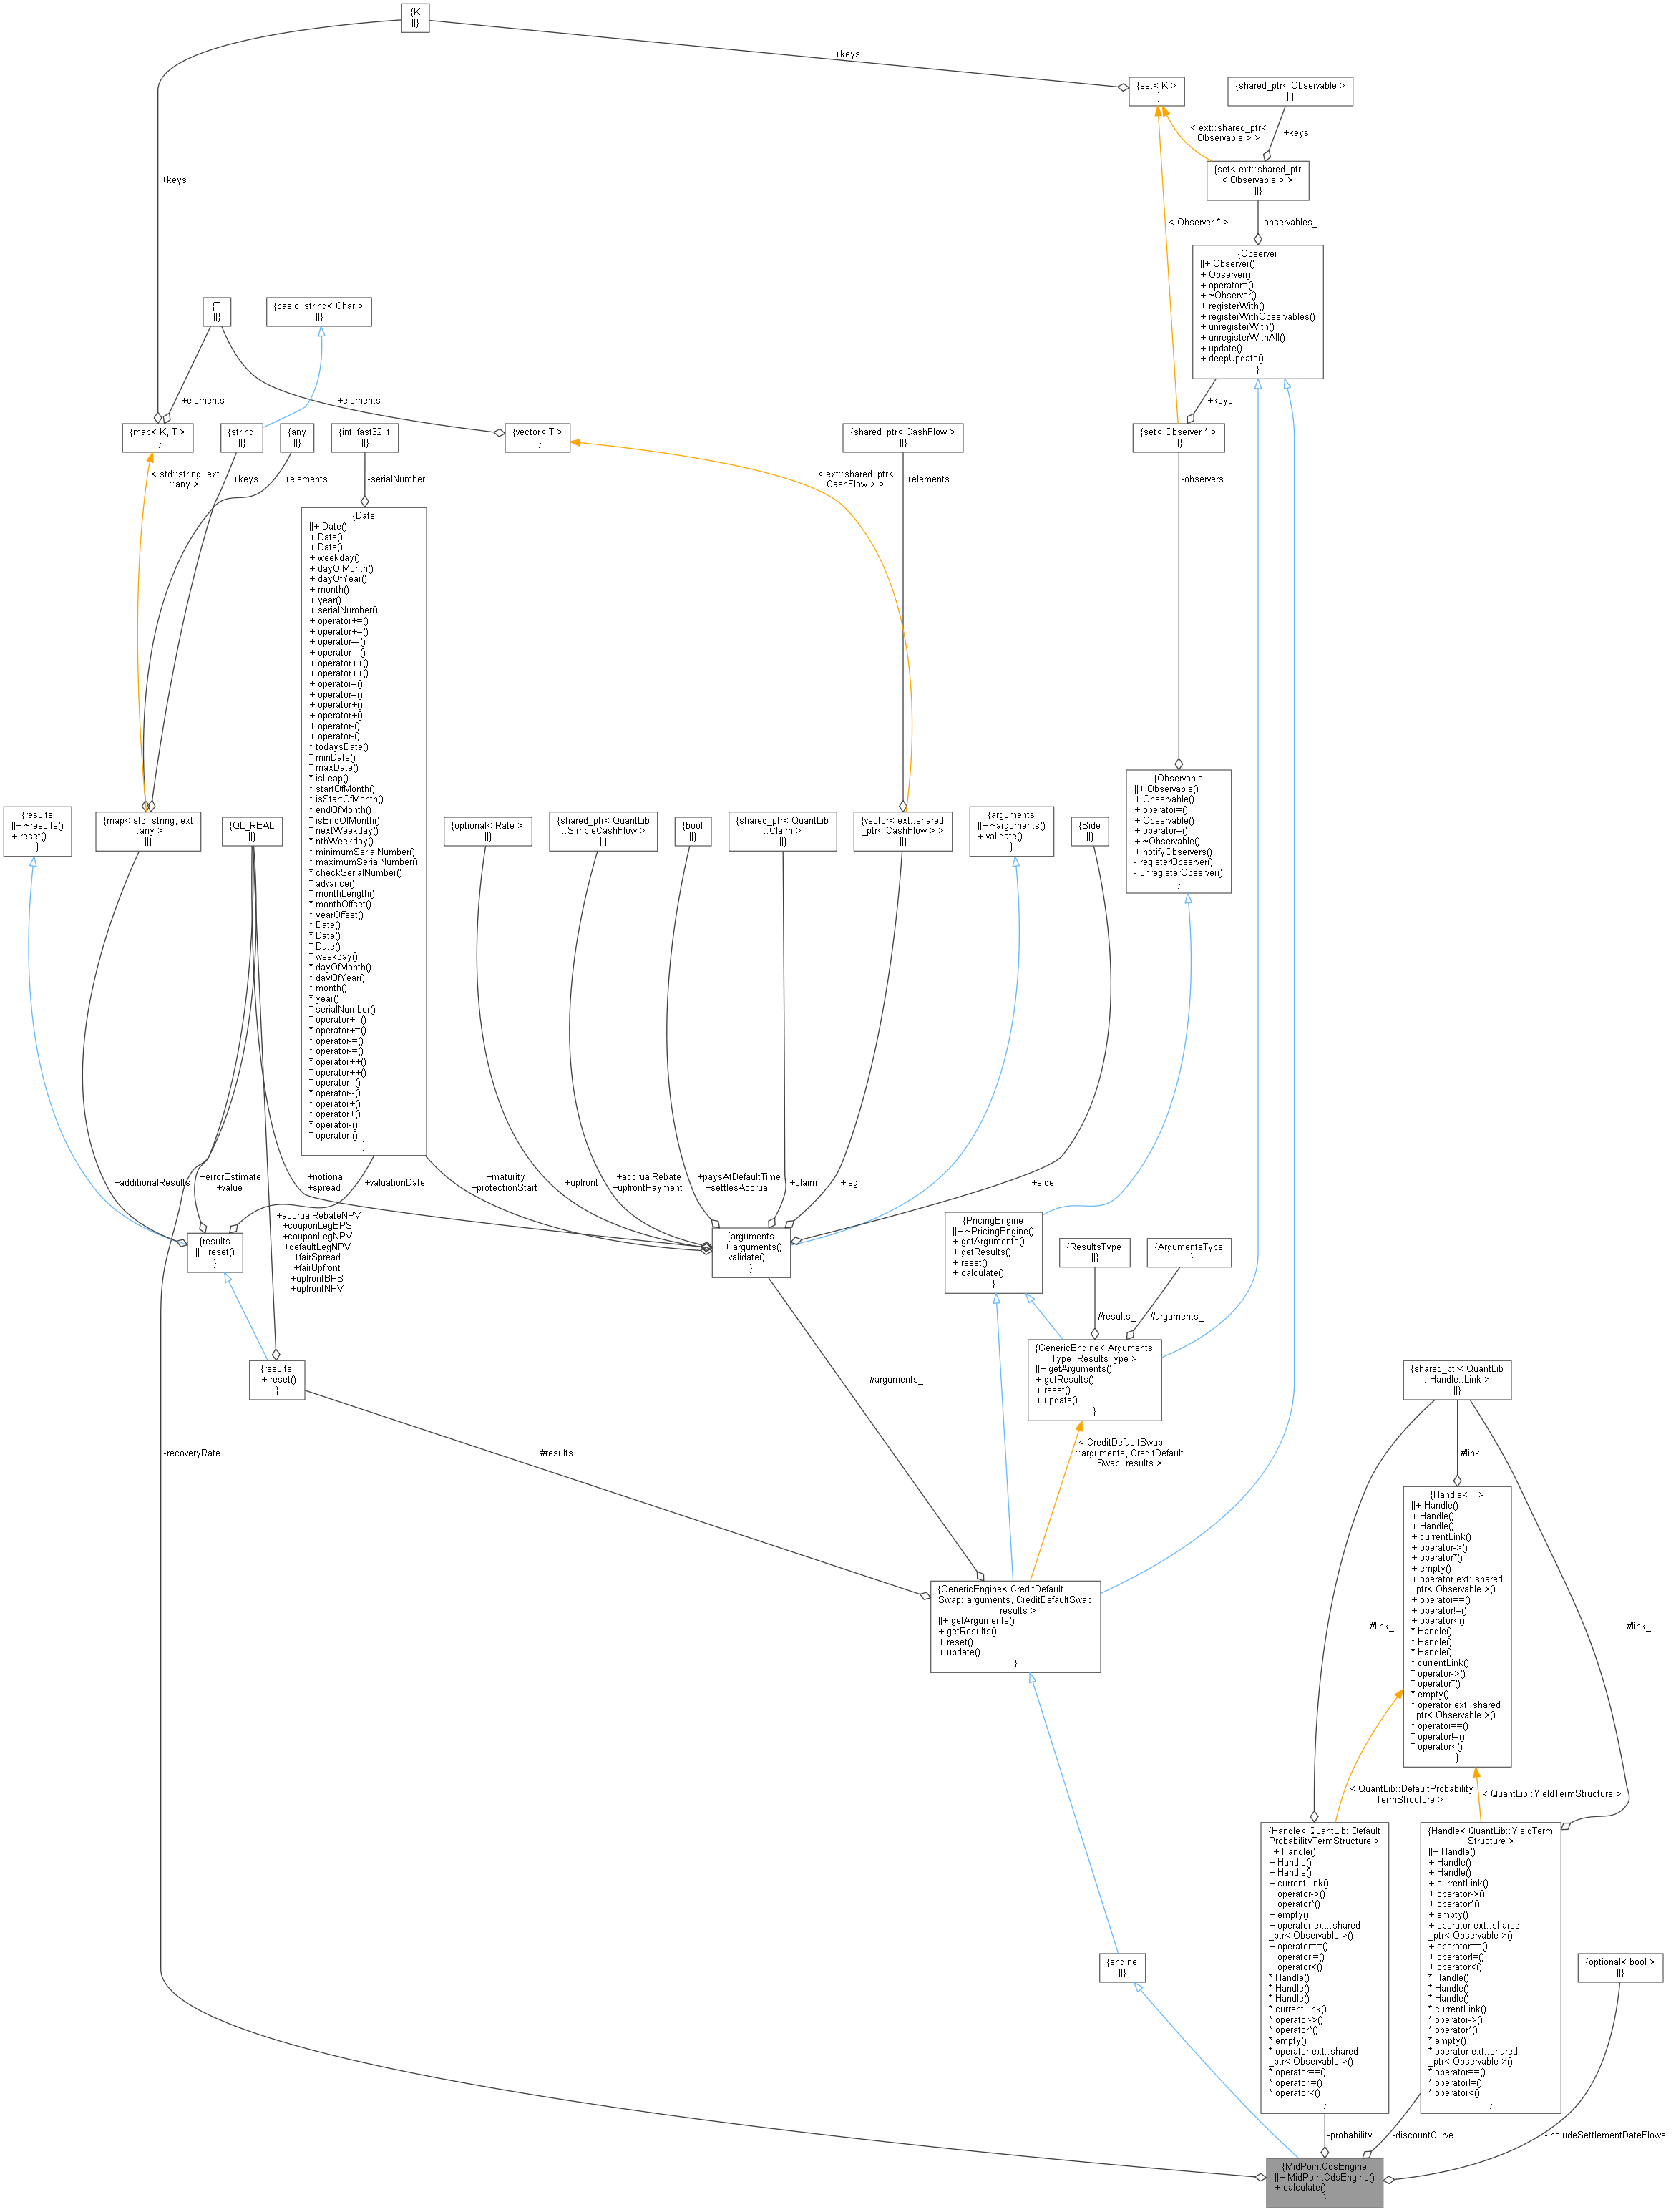 {K
||}
+keys
{set< K >
||}
{shared_ptr< Observable >
||}
< ext::shared_ptr<
Observable > >
+keys
+keys
{set< ext::shared_ptr
< Observable > >
||}
< Observer * >
-observables_
{Observer
||+ Observer()
+ Observer()
+ operator=()
+ ~Observer()
+ registerWith()
+ registerWithObservables()
+ unregisterWith()
+ unregisterWithAll()
+ update()
+ deepUpdate()
}
{T
||}
{basic_string< Char >
||}
+elements
+elements
+keys
{map< K, T >
||}
{string
||}
{any
||}
{int_fast32_t
||}
{vector< T >
||}
{shared_ptr< CashFlow >
||}
{set< Observer * >
||}
< std::string, ext
::any >
+keys
+elements
-serialNumber_
< ext::shared_ptr<
CashFlow > >
+elements
-observers_
{Date
||+ Date()
+ Date()
+ Date()
+ weekday()
+ dayOfMonth()
+ dayOfYear()
+ month()
+ year()
+ serialNumber()
+ operator+=()
+ operator+=()
+ operator-=()
+ operator-=()
+ operator++()
+ operator++()
+ operator--()
+ operator--()
+ operator+()
+ operator+()
+ operator-()
+ operator-()
* todaysDate()
* minDate()
* maxDate()
* isLeap()
* startOfMonth()
* isStartOfMonth()
* endOfMonth()
* isEndOfMonth()
* nextWeekday()
* nthWeekday()
* minimumSerialNumber()
* maximumSerialNumber()
* checkSerialNumber()
* advance()
* monthLength()
* monthOffset()
* yearOffset()
* Date()
* Date()
* Date()
* weekday()
* dayOfMonth()
* dayOfYear()
* month()
* year()
* serialNumber()
* operator+=()
* operator+=()
* operator-=()
* operator-=()
* operator++()
* operator++()
* operator--()
* operator--()
* operator+()
* operator+()
* operator-()
* operator-()
}
{results
||+ ~results()
+ reset()
}
{map< std::string, ext
::any >
||}
{QL_REAL
||}
{optional< Rate >
||}
{shared_ptr< QuantLib
::SimpleCashFlow >
||}
{bool
||}
{shared_ptr< QuantLib
::Claim >
||}
{vector< ext::shared
_ptr< CashFlow > >
||}
{arguments
||+ ~arguments()
+ validate()
}
{Side
||}
{Observable
||+ Observable()
+ Observable()
+ operator=()
+ Observable()
+ operator=()
+ ~Observable()
+ notifyObservers()
- registerObserver()
- unregisterObserver()
}
+additionalResults
+errorEstimate
+value
+notional
+spread
+valuationDate
+maturity
+protectionStart
+upfront
+accrualRebate
+upfrontPayment
+paysAtDefaultTime
+settlesAccrual
+claim
+leg
+side
{results
||+ reset()
}
+accrualRebateNPV
+couponLegBPS
+couponLegNPV
+defaultLegNPV
+fairSpread
+fairUpfront
+upfrontBPS
+upfrontNPV
{arguments
||+ arguments()
+ validate()
}
{PricingEngine
||+ ~PricingEngine()
+ getArguments()
+ getResults()
+ reset()
+ calculate()
}
{ResultsType
||}
{ArgumentsType
||}
#results_
#arguments_
{results
||+ reset()
}
#arguments_
{GenericEngine< Arguments
Type, ResultsType >
||+ getArguments()
+ getResults()
+ reset()
+ update()
}
{shared_ptr< QuantLib
::Handle::Link >
||}
-recoveryRate_
#results_
< CreditDefaultSwap
::arguments, CreditDefault
Swap::results >
#link_
{Handle< T >
||+ Handle()
+ Handle()
+ Handle()
+ currentLink()
+ operator->()
+ operator*()
+ empty()
+ operator ext::shared
_ptr< Observable >()
+ operator==()
+ operator!=()
+ operator<()
* Handle()
* Handle()
* Handle()
* currentLink()
* operator->()
* operator*()
* empty()
* operator ext::shared
_ptr< Observable >()
* operator==()
* operator!=()
* operator<()
}
{GenericEngine< CreditDefault
Swap::arguments, CreditDefaultSwap
::results >
||+ getArguments()
+ getResults()
+ reset()
+ update()
}
#link_
#link_
< QuantLib::DefaultProbability
TermStructure >
< QuantLib::YieldTermStructure >
{Handle< QuantLib::Default
ProbabilityTermStructure >
||+ Handle()
+ Handle()
+ Handle()
+ currentLink()
+ operator->()
+ operator*()
+ empty()
+ operator ext::shared
_ptr< Observable >()
+ operator==()
+ operator!=()
+ operator<()
* Handle()
* Handle()
* Handle()
* currentLink()
* operator->()
* operator*()
* empty()
* operator ext::shared
_ptr< Observable >()
* operator==()
* operator!=()
* operator<()
}
{Handle< QuantLib::YieldTerm
Structure >
||+ Handle()
+ Handle()
+ Handle()
+ currentLink()
+ operator->()
+ operator*()
+ empty()
+ operator ext::shared
_ptr< Observable >()
+ operator==()
+ operator!=()
+ operator<()
* Handle()
* Handle()
* Handle()
* currentLink()
* operator->()
* operator*()
* empty()
* operator ext::shared
_ptr< Observable >()
* operator==()
* operator!=()
* operator<()
}
{engine
||}
{optional< bool >
||}
-probability_
-discountCurve_
-includeSettlementDateFlows_
{MidPointCdsEngine
||+ MidPointCdsEngine()
+ calculate()
}